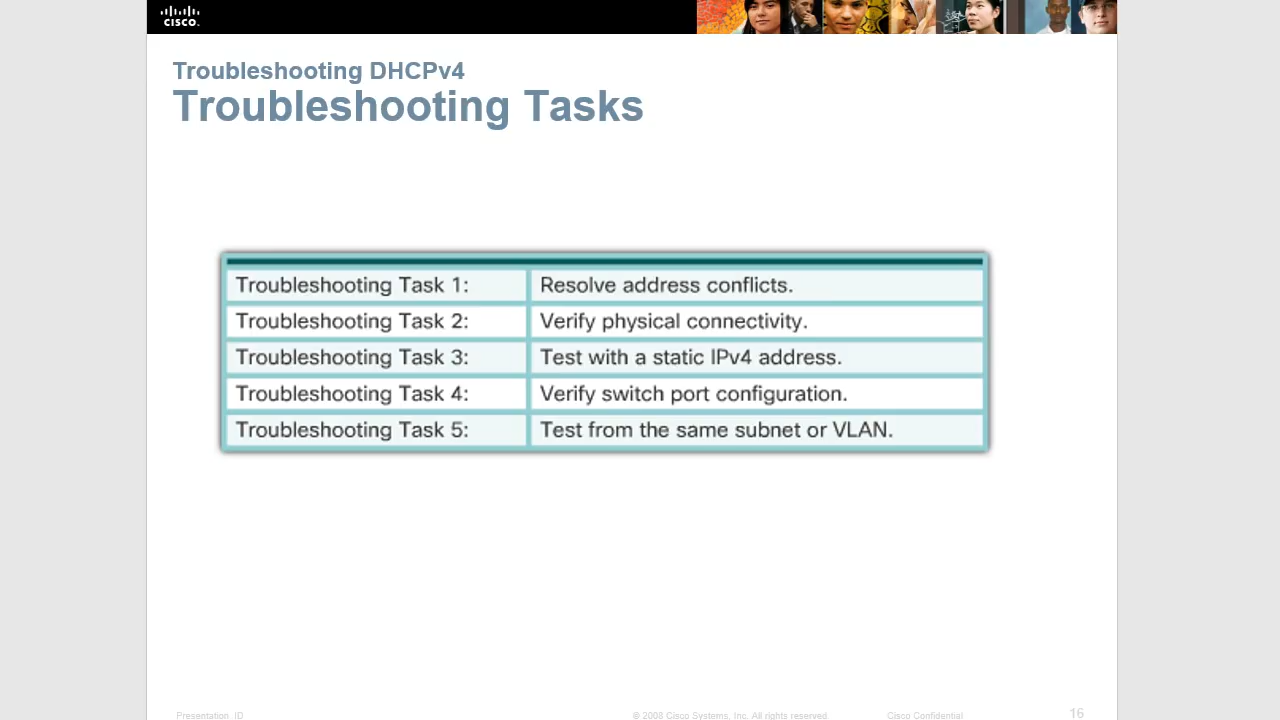 CISCO.
Troubleshooting DHCPv4
Troubleshooting Tasks
Troubleshooting Task 1: Resolve address conflicts.
Troubleshooting Task 2: Verify physical connectivity.
Troubleshooting Task 3: Test with a static IPv4 address.
Troubleshooting Task 4: Verify switch port configuration.
Troubleshooting Task 5: Test from the same subnet or VLAN.
Presentation_ID © 2008 Cisco Systems, Inc. All rights reserved. Cisco Confidential 16